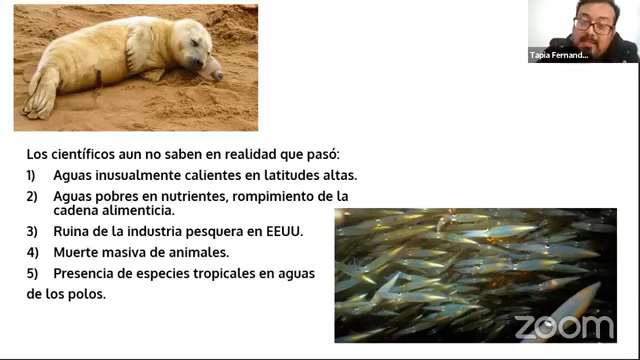 Tapia Fernand...
Los científicos aun no saben en realidad que pasó:
1) Aguas inusualmente calientes en latitudes altas.
2) Aguas pobres en nutrientes, rompimiento de la
cadena alimenticia.
3) Ruina de la industria pesquera en EEUU.
4) Muerte masiva de animales.
5) Presencia de especies tropicales en aguas
de los polos.
zoom